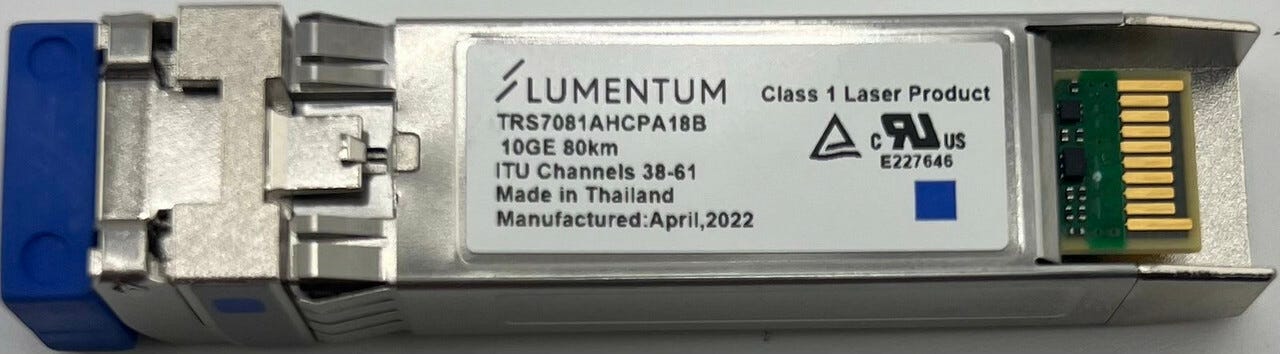 LUMENTUM
Class 1 Laser Product
TRS7081AHCPA18B
10GE 80km
ITU Channels 38-61
Made in Thailand
Manufactured:April,2022
c RU US
E227646